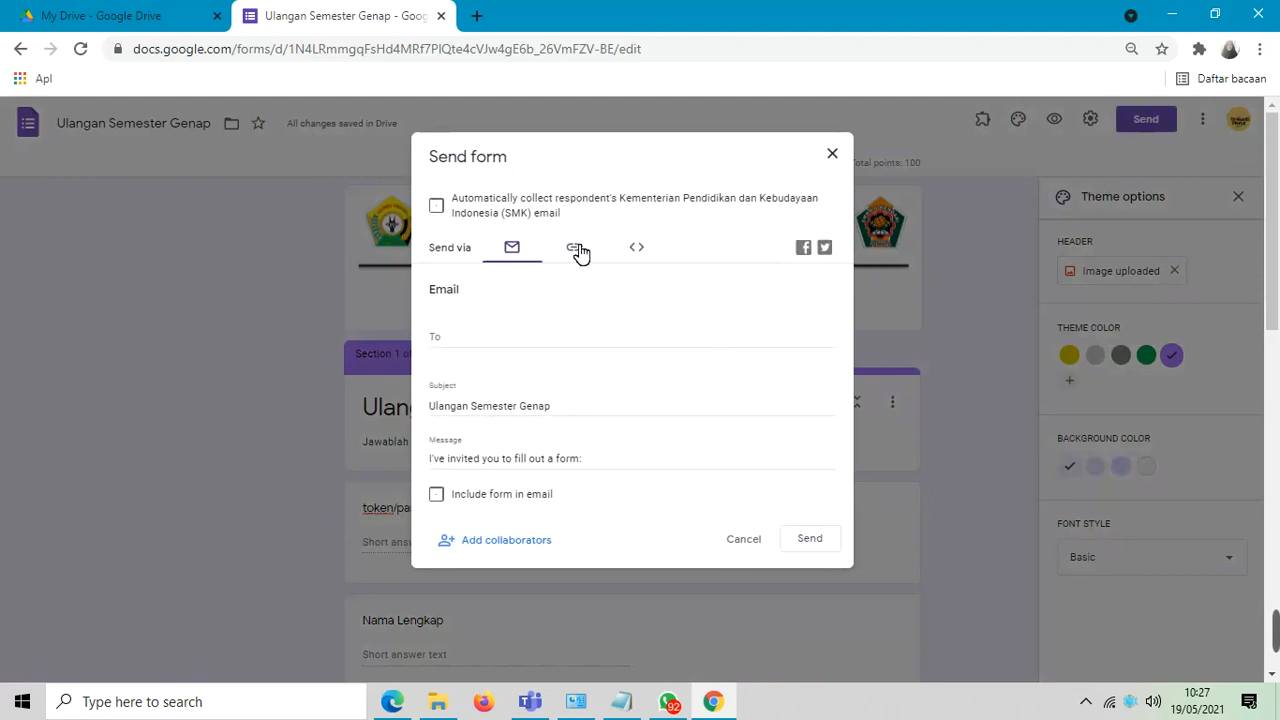 My Drive - Google Drive
Ulangan Semester Genap - Goo
docs.google.com/forms/d/1N4LRmmgqFsHd4MRf7PlQte4cVJw4gE6b_26VmFZV-BE/edit
Apl
Daftar bacaan
Ulangan Semester Genap
All changes saved in Drive
Send
Total points: 100
Send form
Theme options
Automatically collect respondent's Kementerian Pendidikan dan Kebudayaan
Indonesia (SMK) email
HEADER
Send via
Image uploaded
Email
THEME COLOR
To
Section 1 of
Subject
Ulangan Semester Genap
Ulang
Message
BACKGROUND COLOR
Jawablah
I've invited you to fill out a form:
Include form in email
token/pa
FONT STYLE
Short answ
Add collaborators
Cancel
Send
Basic
Nama Lengkap
Short answer text
Type here to search
92
10:27
19/05/2021